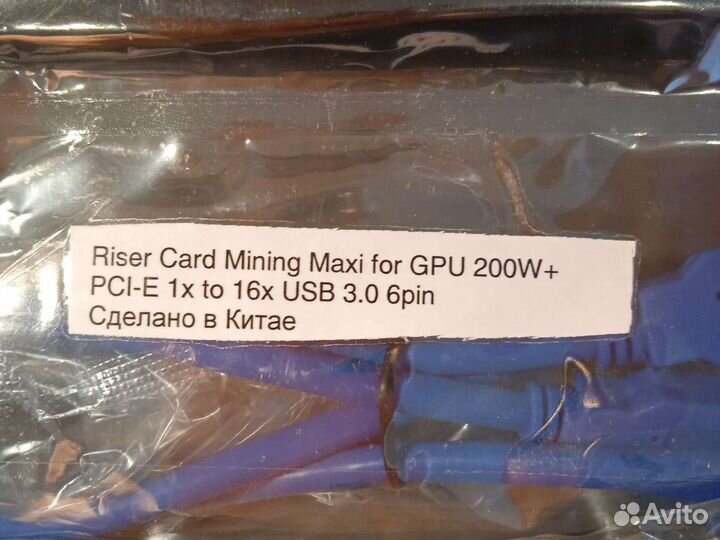 Riser Card Mining Maxi for GPU 200W+
PCI-E 1x to 16x USB 3.0 6pin
Сделано в Китае
Avito